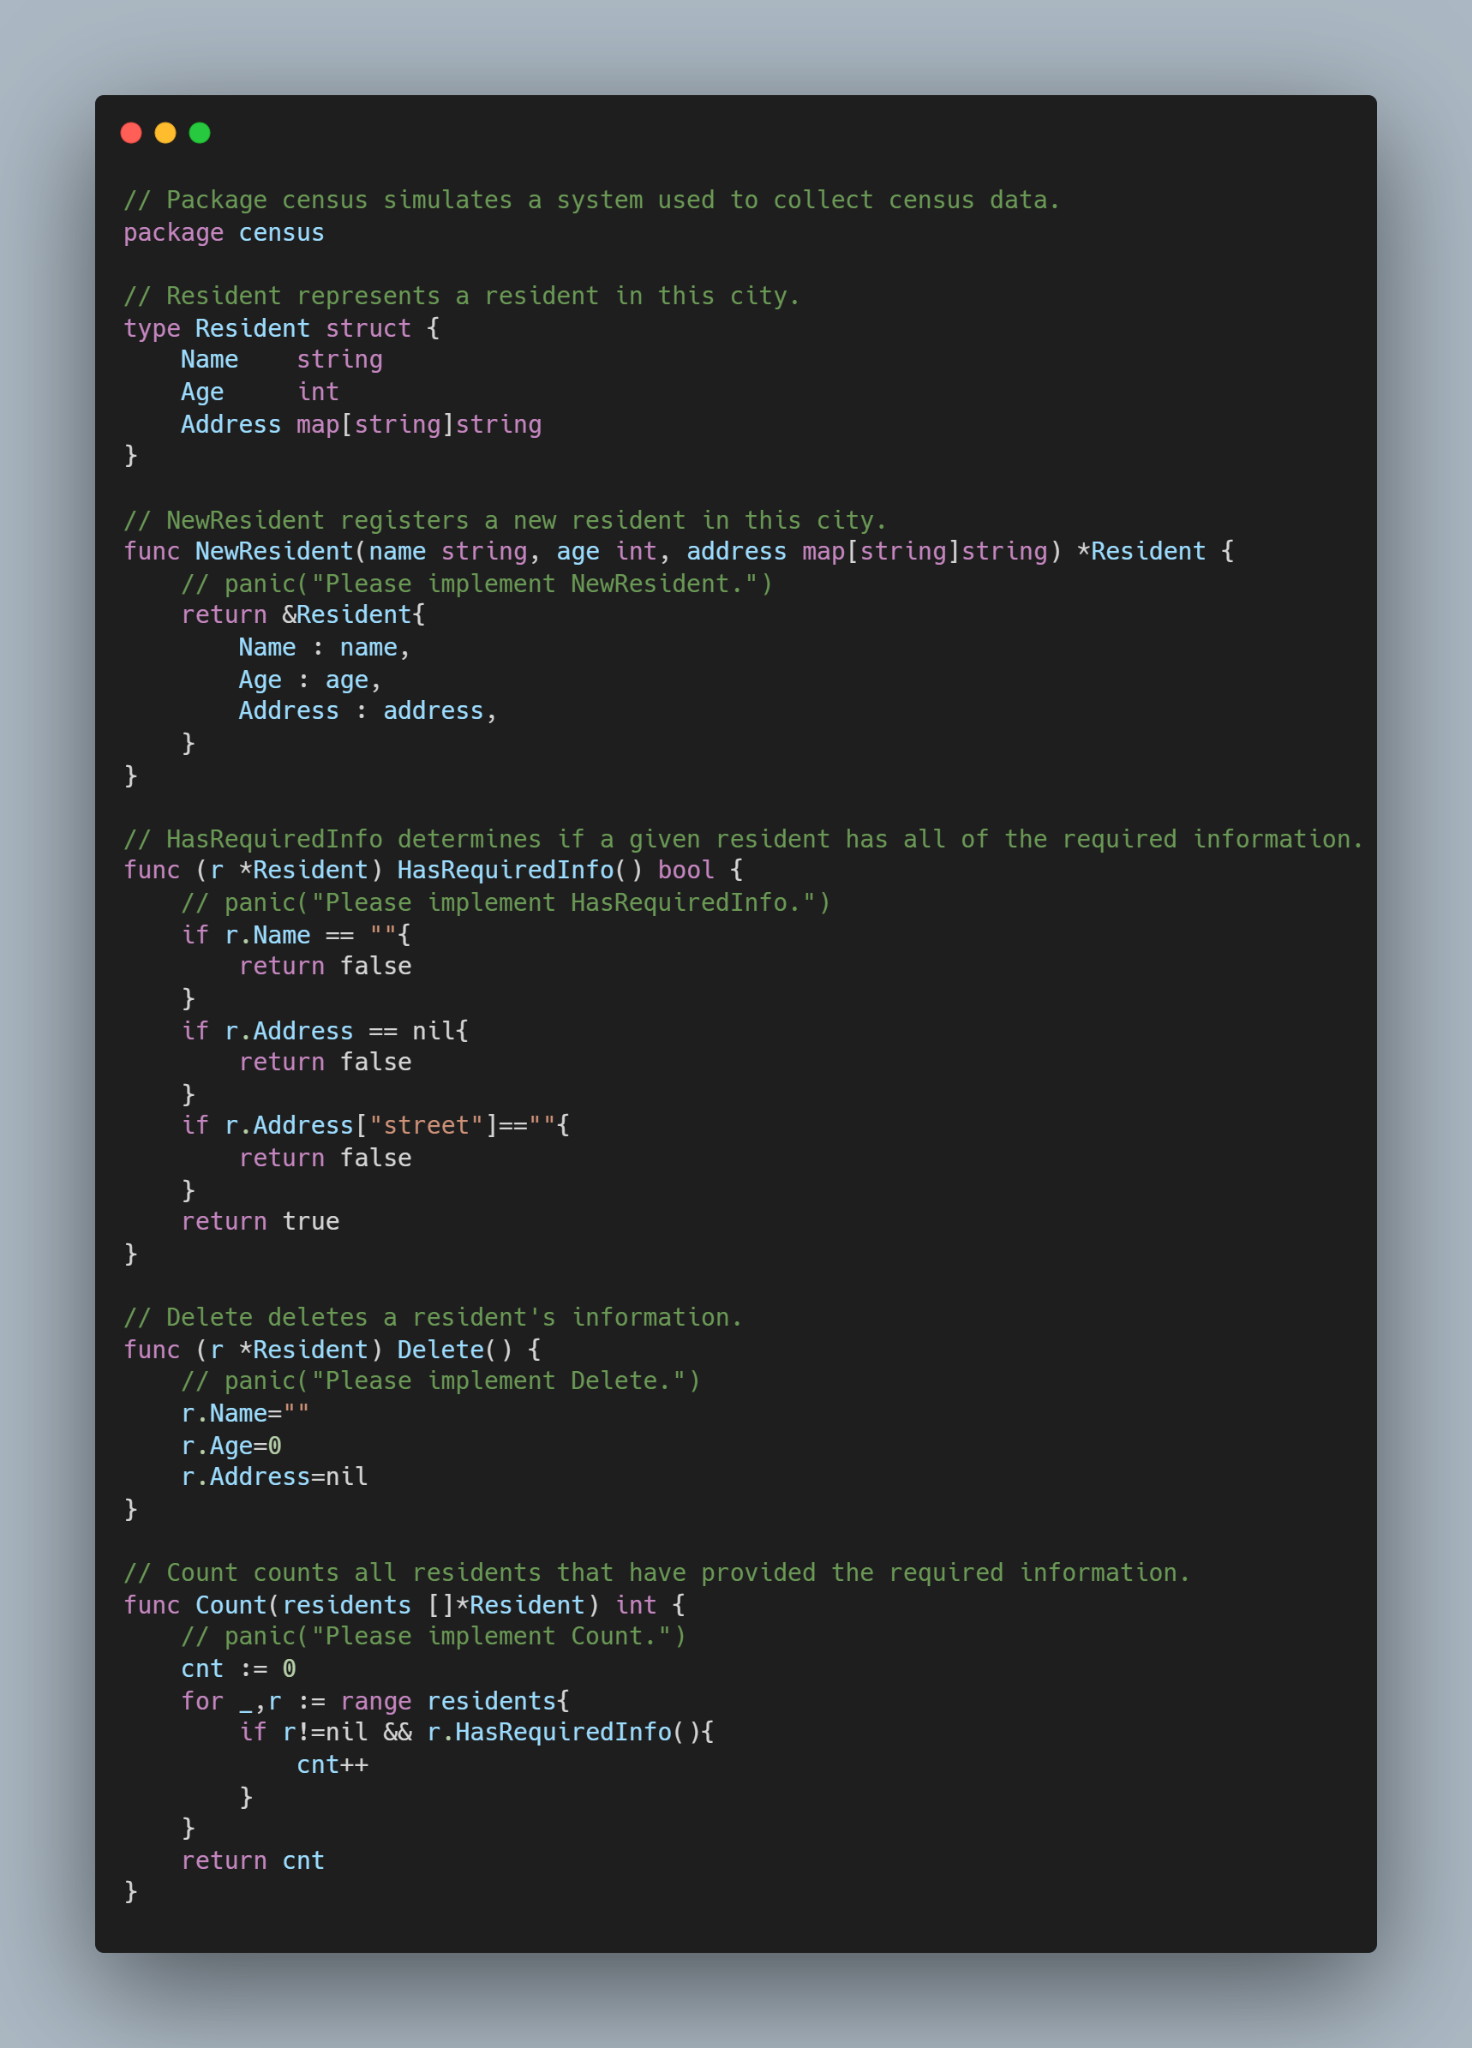 // Package census simulates a system used to collect census data.
package census

// Resident represents a resident in this city.
type Resident struct {
    Name    string
    Age     int
    Address map[string]string
}

// NewResident registers a new resident in this city.
func NewResident(name string, age int, address map[string]string) *Resident {
    // panic("Please implement NewResident.")
    return &Resident{
        Name : name,
        Age : age,
        Address : address,
    }
}

// HasRequiredInfo determines if a given resident has all of the required information.
func (r *Resident) HasRequiredInfo() bool {
    // panic("Please implement HasRequiredInfo.")
    if r.Name == ""{
        return false
    }
    if r.Address == nil{
        return false
    }
    if r.Address["street"]==""{
        return false
    }
    return true
}

// Delete deletes a resident's information.
func (r *Resident) Delete() {
    // panic("Please implement Delete.")
    r.Name=""
    r.Age=0
    r.Address=nil
}

// Count counts all residents that have provided the required information.
func Count(residents []*Resident) int {
    // panic("Please implement Count.")
    cnt := 0
    for _,r := range residents{
        if r!=nil && r.HasRequiredInfo(){
            cnt++
        }
    }
    return cnt
}